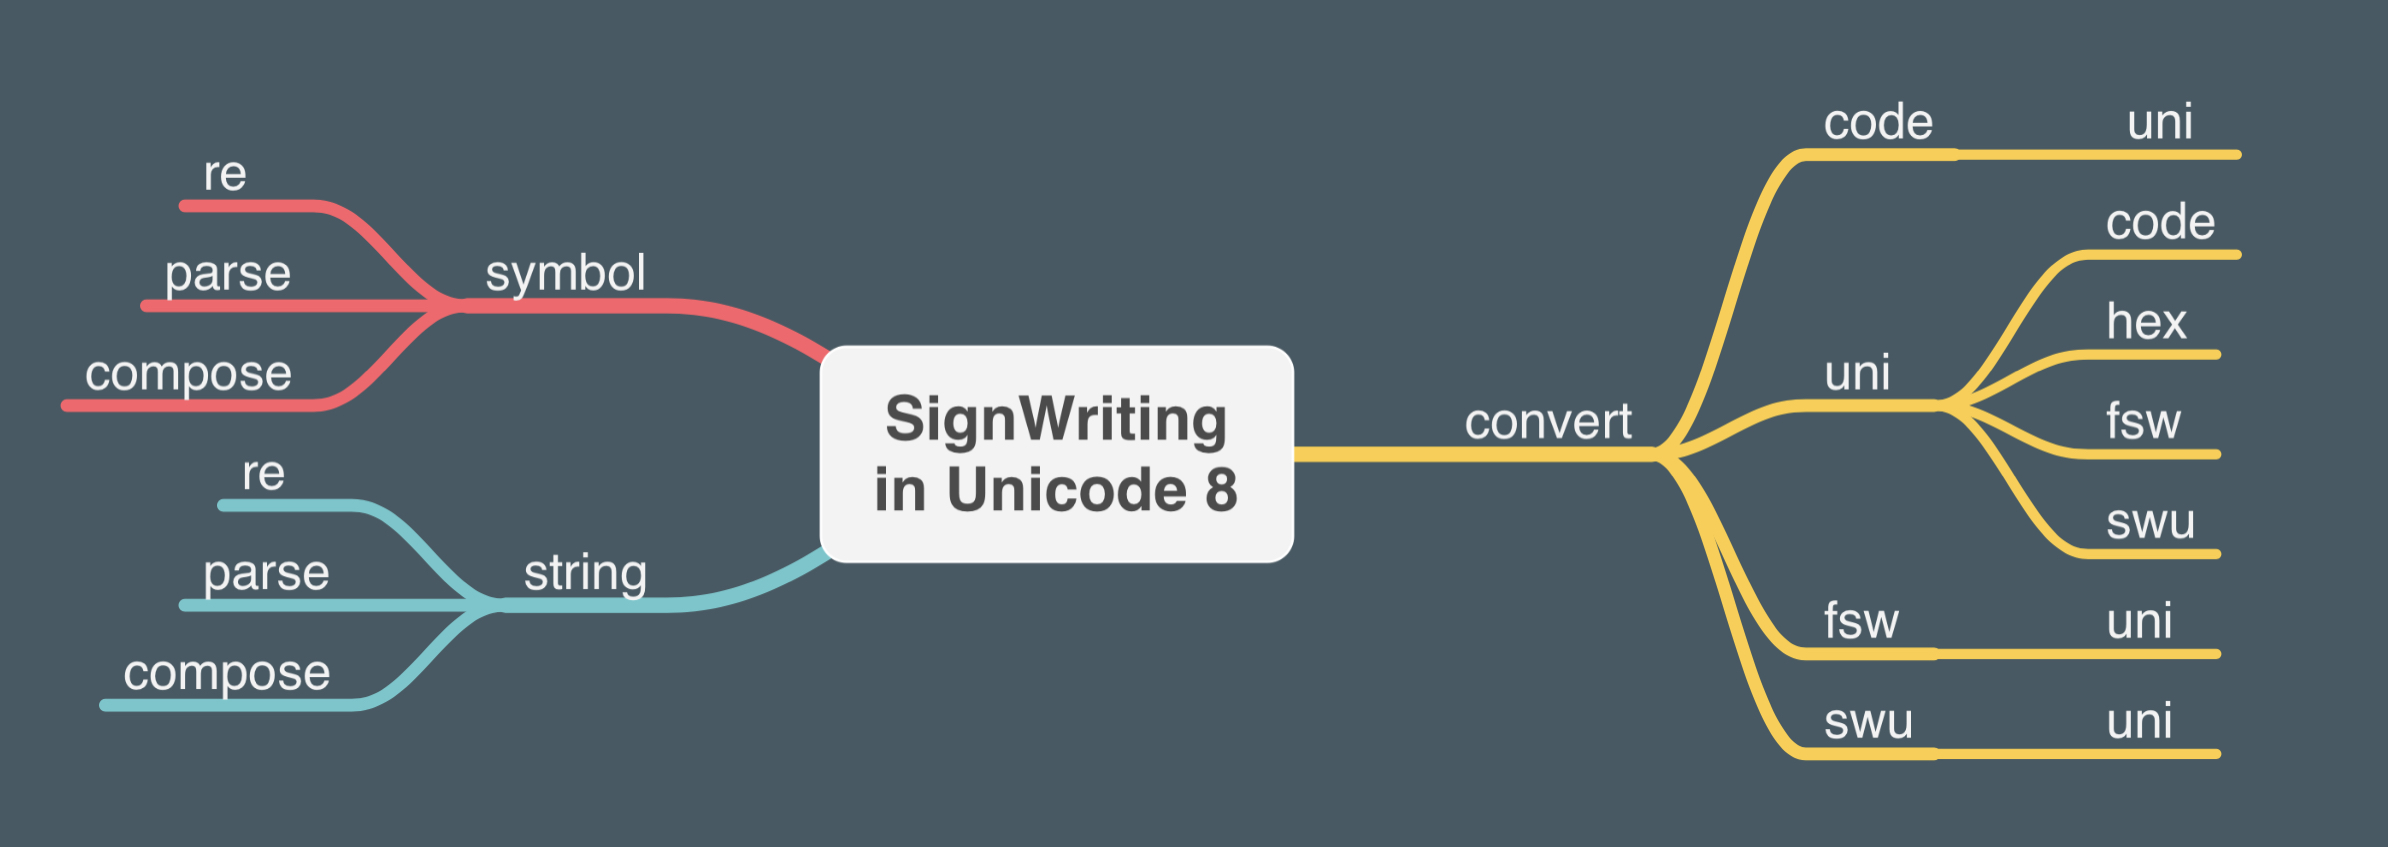 re
parse
compose
symbol
re
parse
compose
string
SignWriting
in Unicode 8
convert
code
uni
uni
code
hex
fsw
swu
fsw
uni
swu
uni